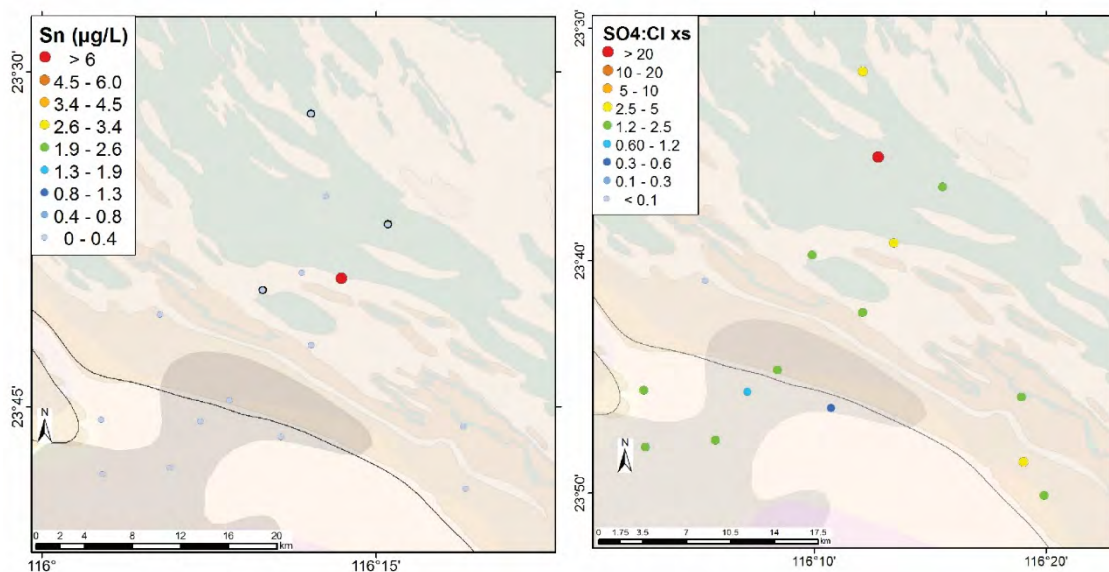 Sn (µg/L)
> 6
4.5 - 6.0
3.4 - 4.5
2.6 - 3.4
1.9 - 2.6
1.3 - 1.9
0.8 - 1.3
0.4 - 0.8
0 - 0.4
23°30'
23°45'
N
0 2 4 8 12 16 20
km
116°
116°15'
SO4:Cl xs
> 20
10 - 20
5 - 10
2.5 - 5
1.2 - 2.5
0.60 - 1.2
0.3 - 0.6
0.1 - 0.3
< 0.1
23°30'
23°40'
23°50'
N
0 1.75 3.5 7 10.5 14 17.5
km
116°10'
116°20'